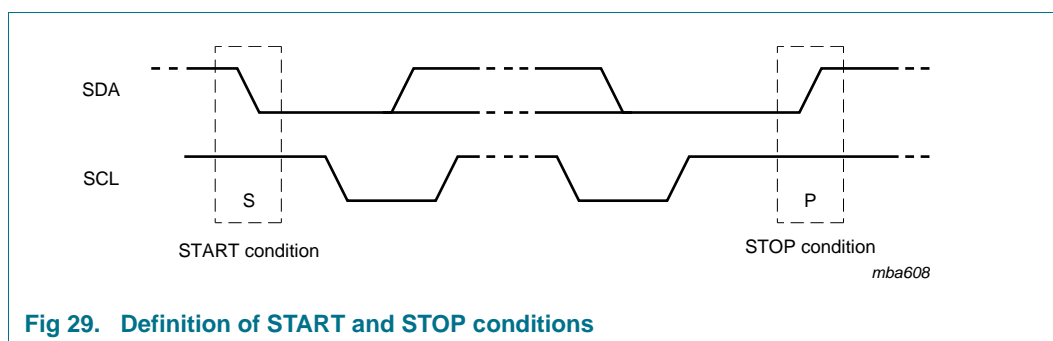 SDA
SCL
S
P
START condition
STOP condition
mba608
Fig 29. Definition of START and STOP conditions